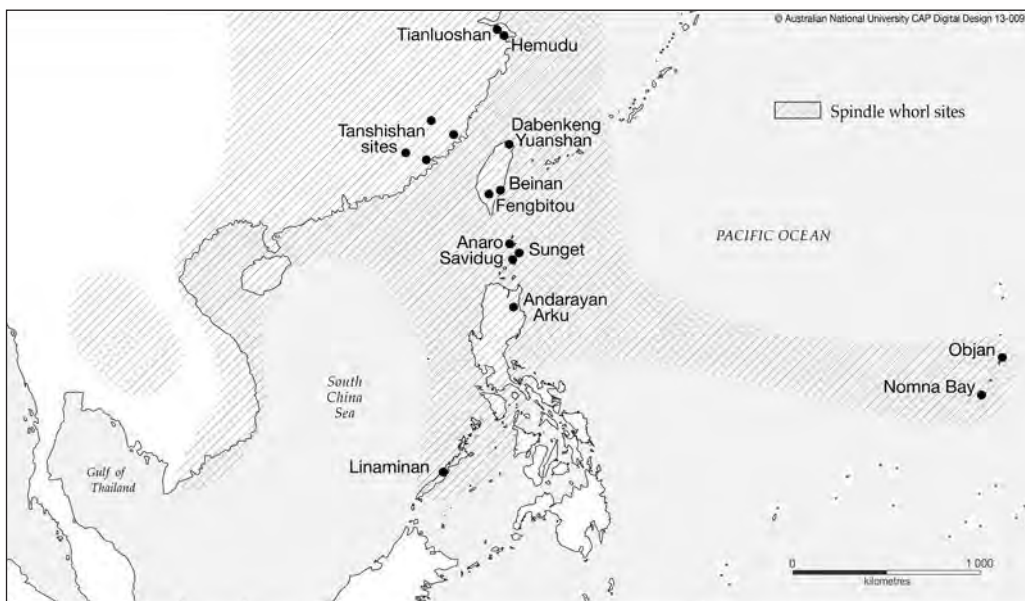 © Australian National University CAP Digital Design 13-009
Tianluoshan
Hemudu
Spindle whorl sites
Tanshishan
sites
Dabenkeng
Yuanshan
Beinan
Fengbitou
PACIFIC OCEAN
Anaro
Sunget
Savidug
Andarayan
Arku
Objan
South
China
Sea
Nomna Bay
Linaminan
Gulf of
Thailand
0
1 000
kilometres